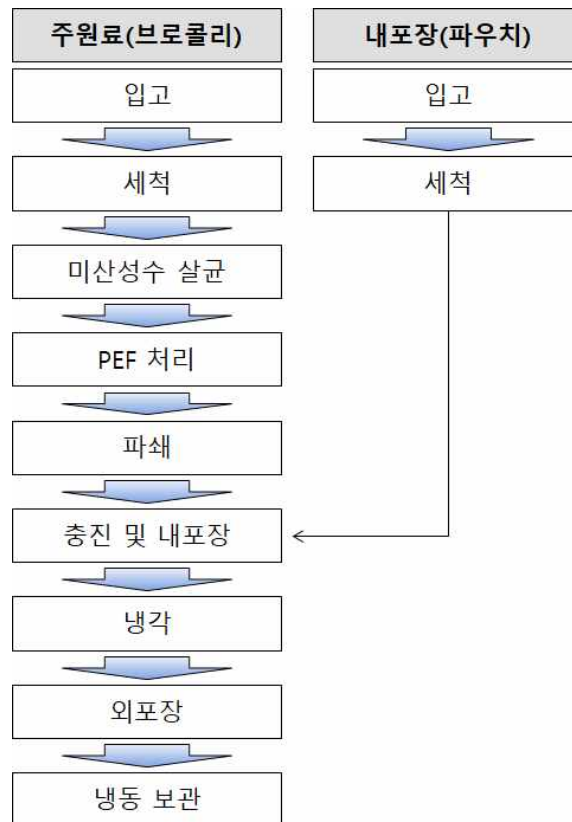 주원료(브로콜리)
내포장(파우치)
입고
입고
세척
세척
미산성수 살균
PEF 처리
파쇄
충진 및 내포장
냉각
외포장
냉동 보관